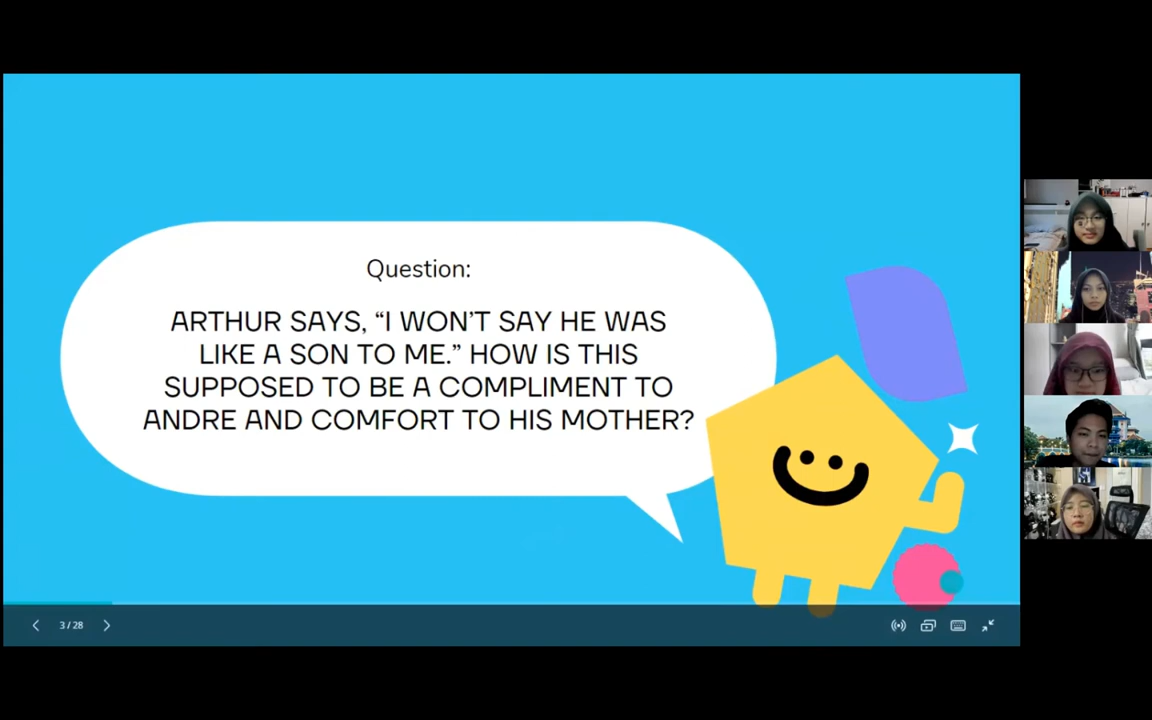 Question:
ARTHUR SAYS, “I WON’T SAY HE WAS
LIKE A SON TO ME.” HOW IS THIS
SUPPOSED TO BE A COMPLIMENT TO
ANDRE AND COMFORT TO HIS MOTHER?
3 / 28